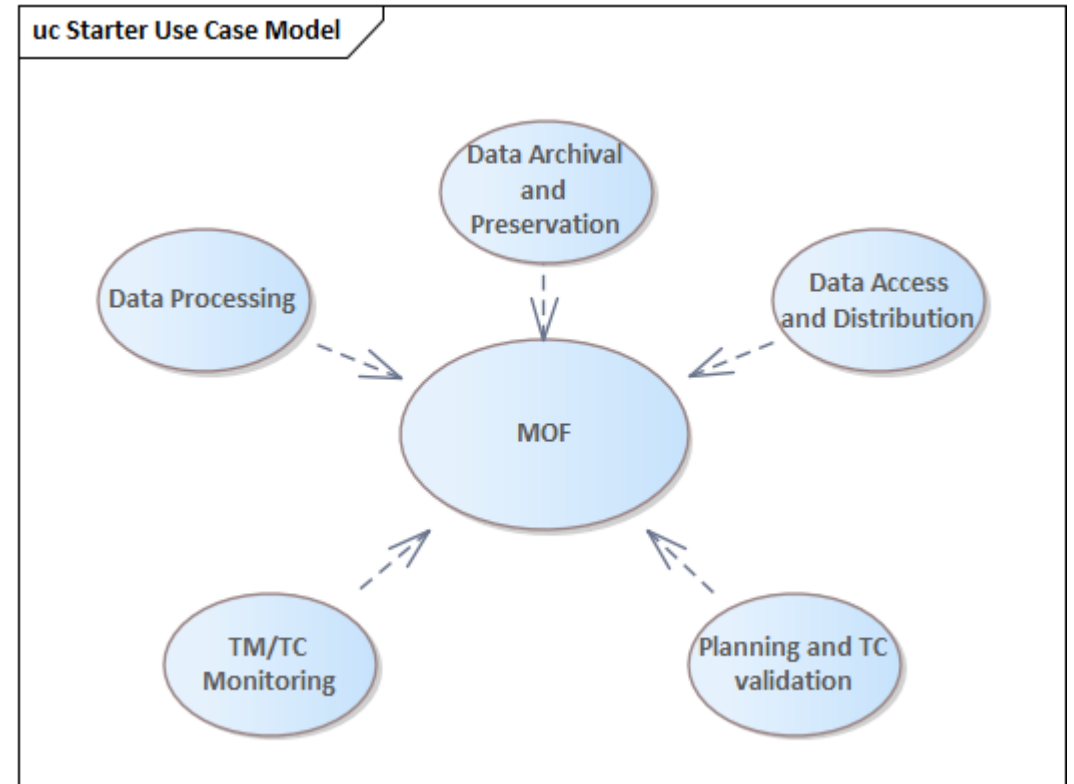 uc Starter Use Case Model
Data Archival
and
Preservation
Data Processing
Data Access
and Distribution
MOF
TM/TC
Monitoring
Planning and TC
validation